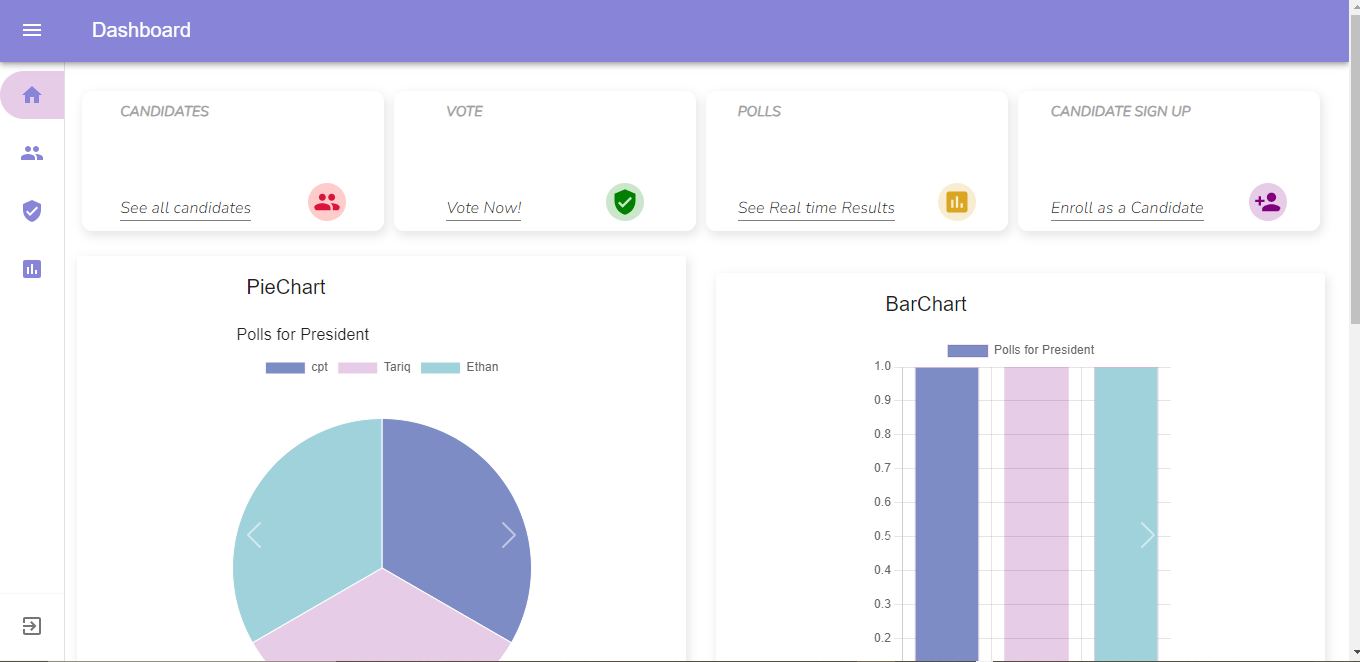 Dashboard
CANDIDATES
See all candidates
VOTE
Vote Now!
POLLS
See Real time Results
CANDIDATE SIGN UP
Enroll as a Candidate
PieChart
Polls for President
cpt Tariq Ethan
BarChart
Polls for President
1.0
0.9
0.8
0.7
0.6
0.5
0.4
0.3
0.2